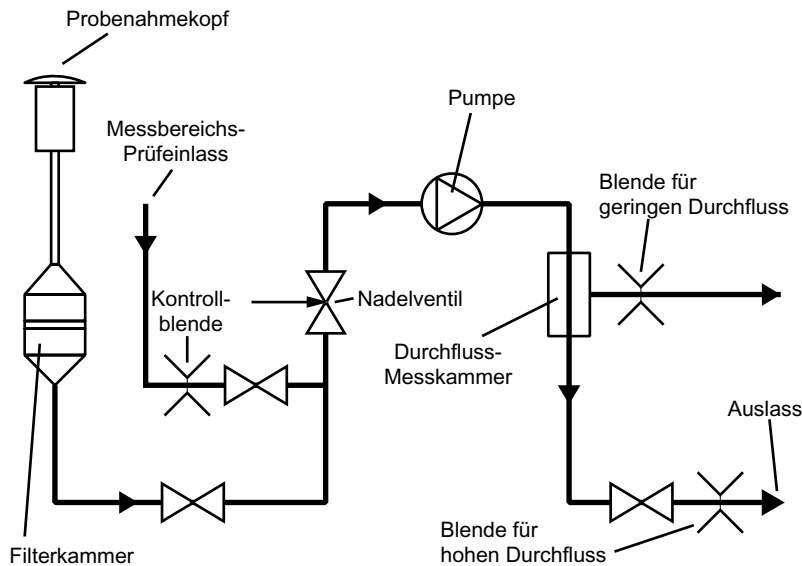 Probenahmekopf
Messbereichs-
Prüfeinlass
Pumpe
Blende für
geringen Durchfluss
Kontroll-
blende
Nadelventil
Durchfluss-
Messkammer
Auslass
Filterkammer
Blende für
hohen Durchfluss